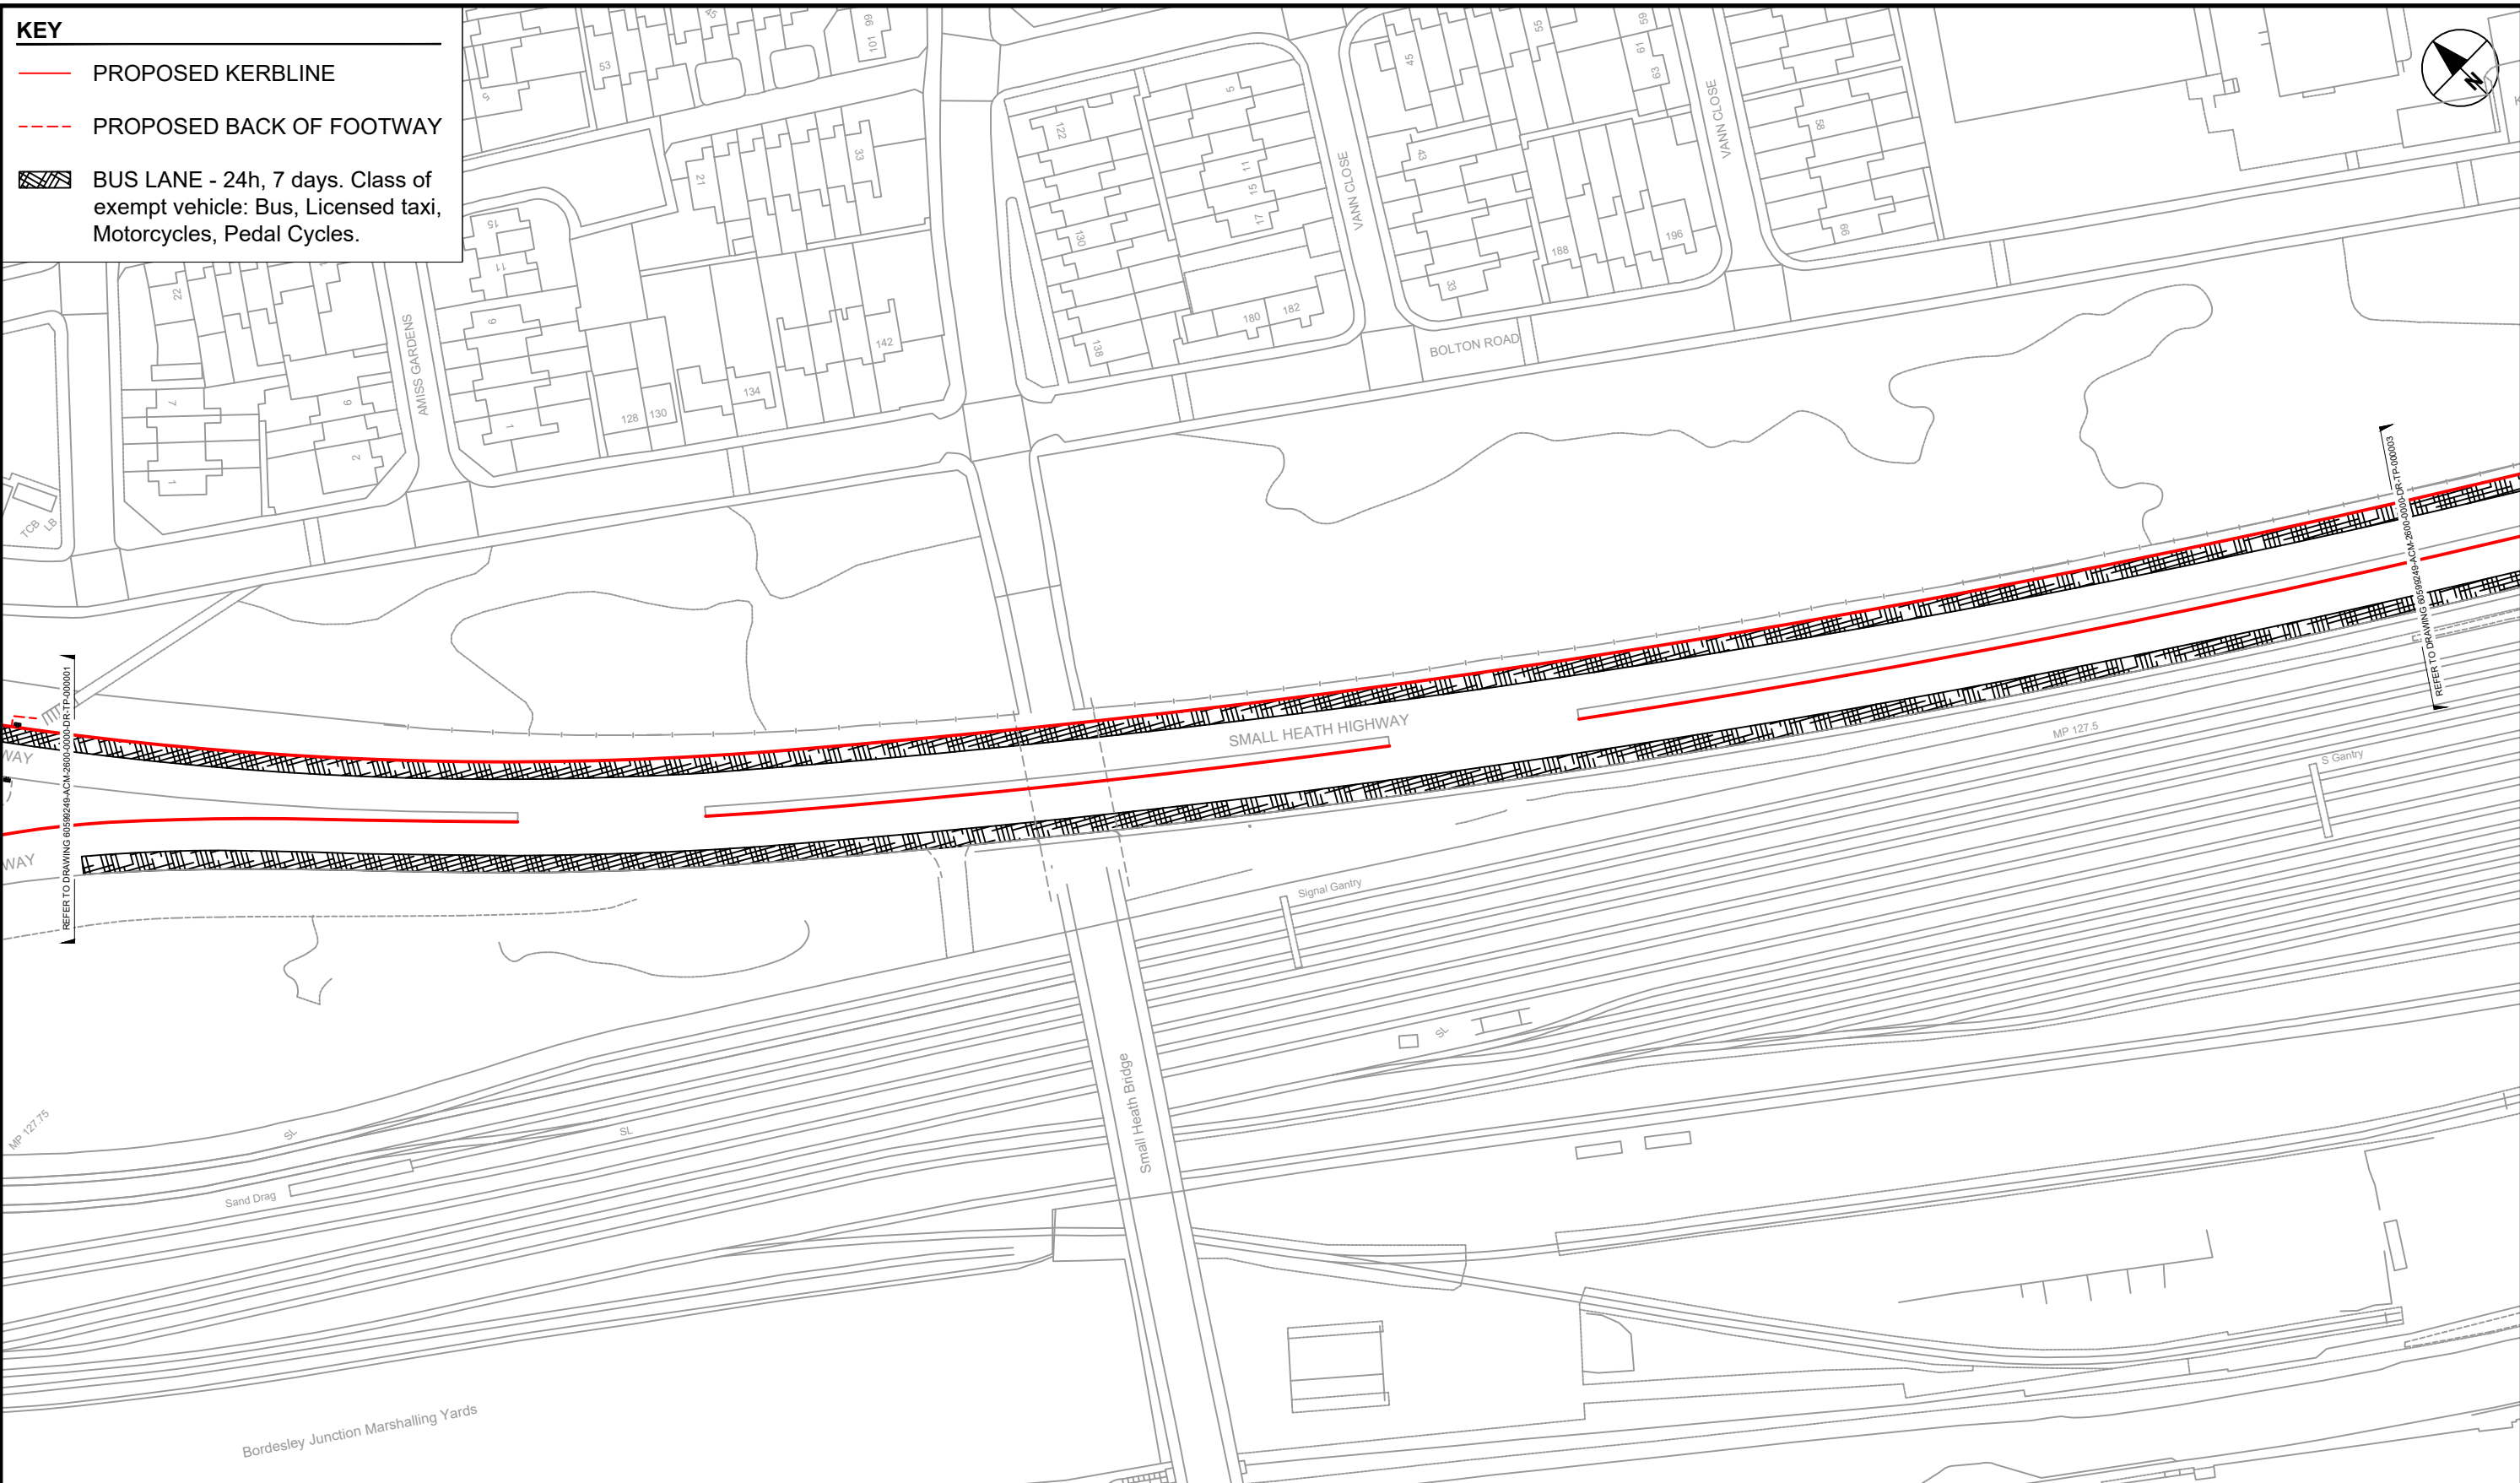 KEY
PROPOSED KERBLINE
PROPOSED BACK OF FOOTWAY
BUS LANE - 24h, 7 days. Class of
exempt vehicle: Bus, Licensed taxi,
Motorcycles, Pedal Cycles.
N
45
53
5
99 101
33
21
15
11
9
1
22
7
1
6
2
AMISS GARDENS
128
130
134
142
TCB
LB
122
130
138
5
11
15
17
180
182
VANN CLOSE
45
55
59
61
63
43
33
188
196
VANN CLOSE
58
66
BOLTON ROAD
REFER TO DRAWING 60599249-ACM-2600-0000-DR-TP-000001
REFER TO DRAWING 60599249-ACM-2600-0000-DR-TP-000003
WAY
WAY
SMALL HEATH HIGHWAY
MP 127.5
S Gantry
Signal Gantry
SL
Small Heath Bridge
MP 127.75
SL
SL
Sand Drag
Bordesley Junction Marshalling Yards